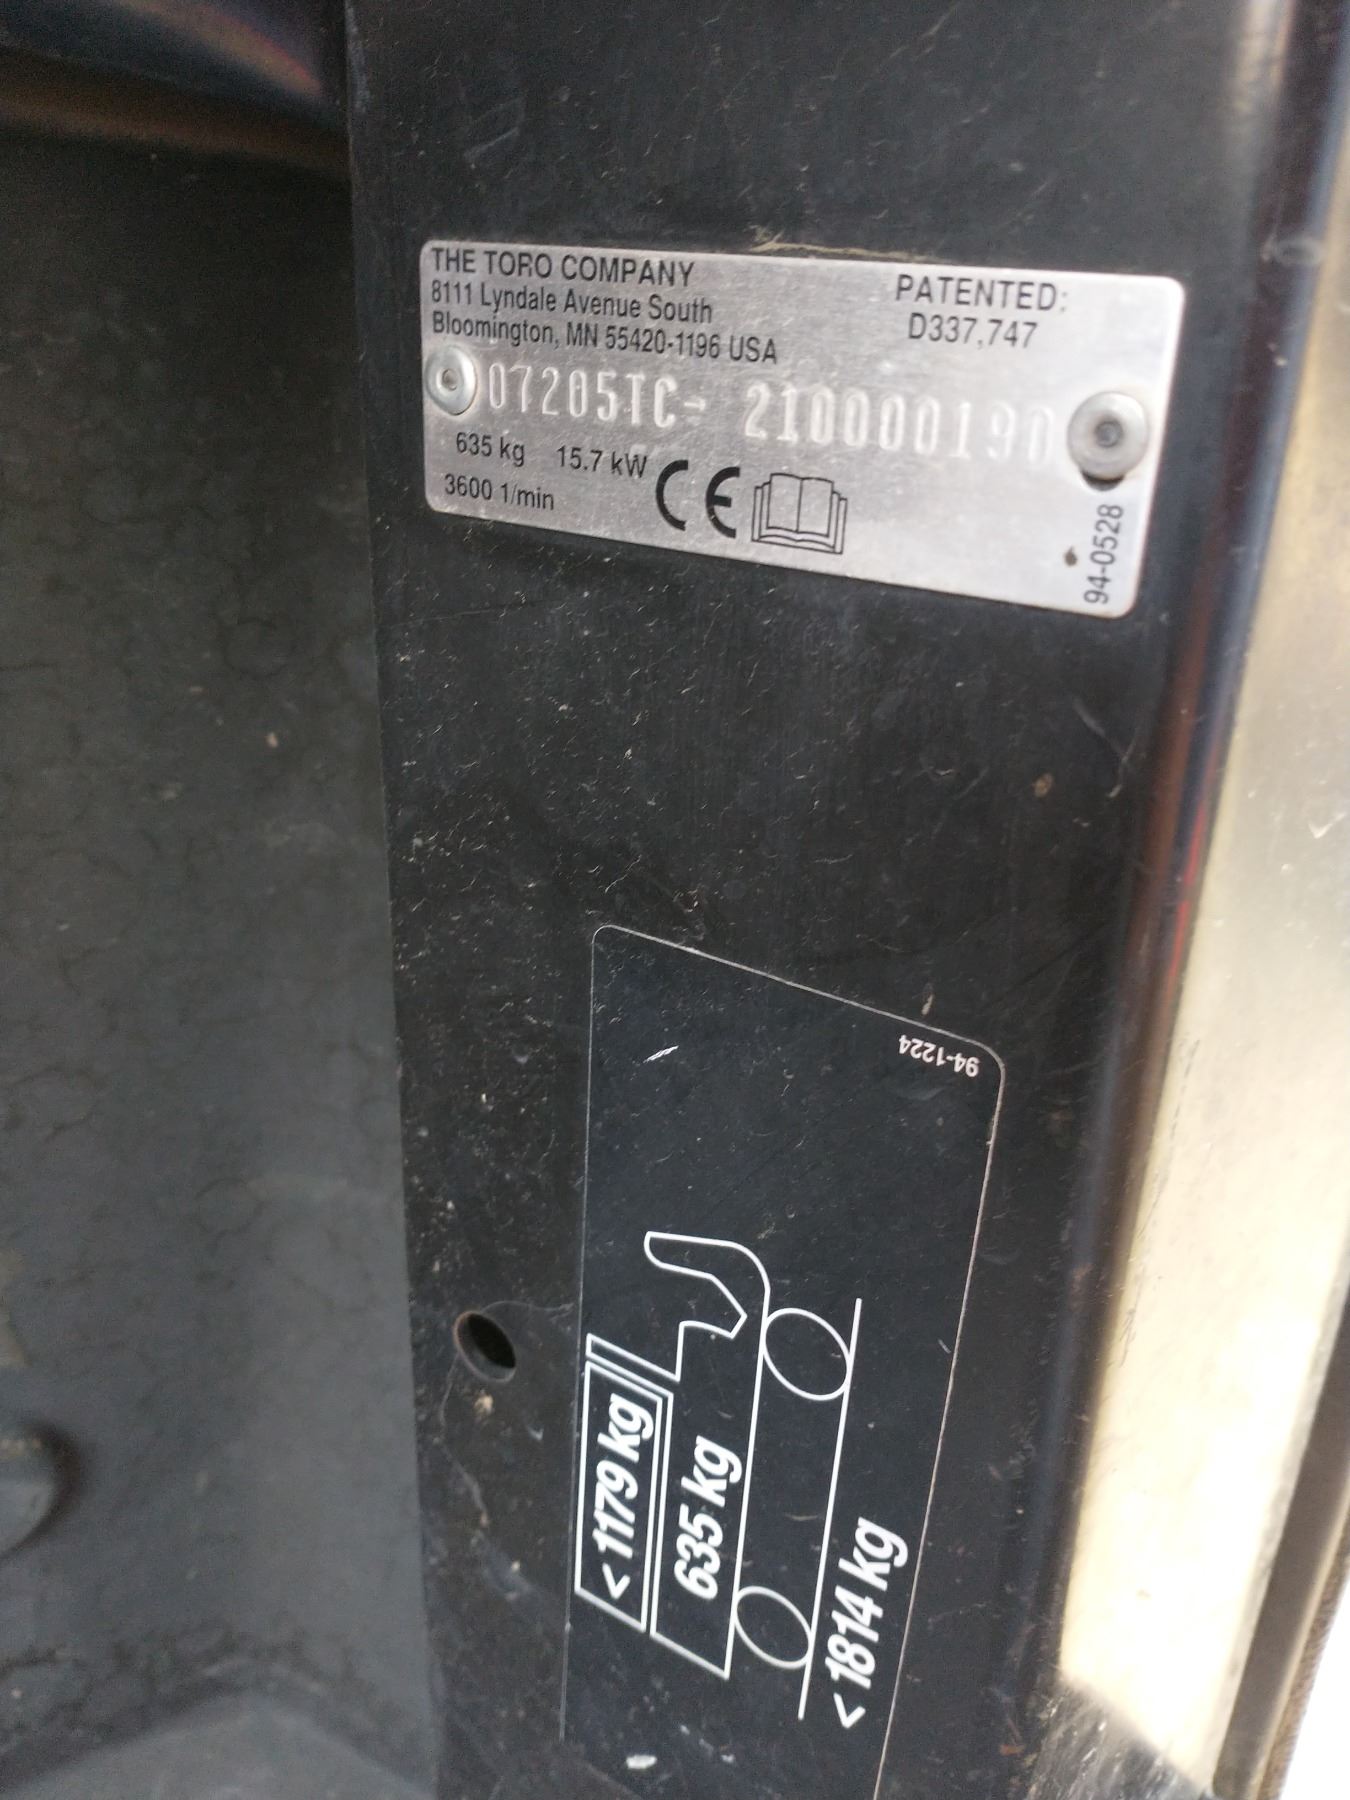 THE TORO COMPANY
8111 Lyndale Avenue South
Bloomington, MN 55420-1196 USA
PATENTED:
D337,747
07205TC- 210000190
635 kg 15.7 kW
3600 1/min
CE
94-0528
94-1224
< 1179 kg
635 kg
< 1814 kg